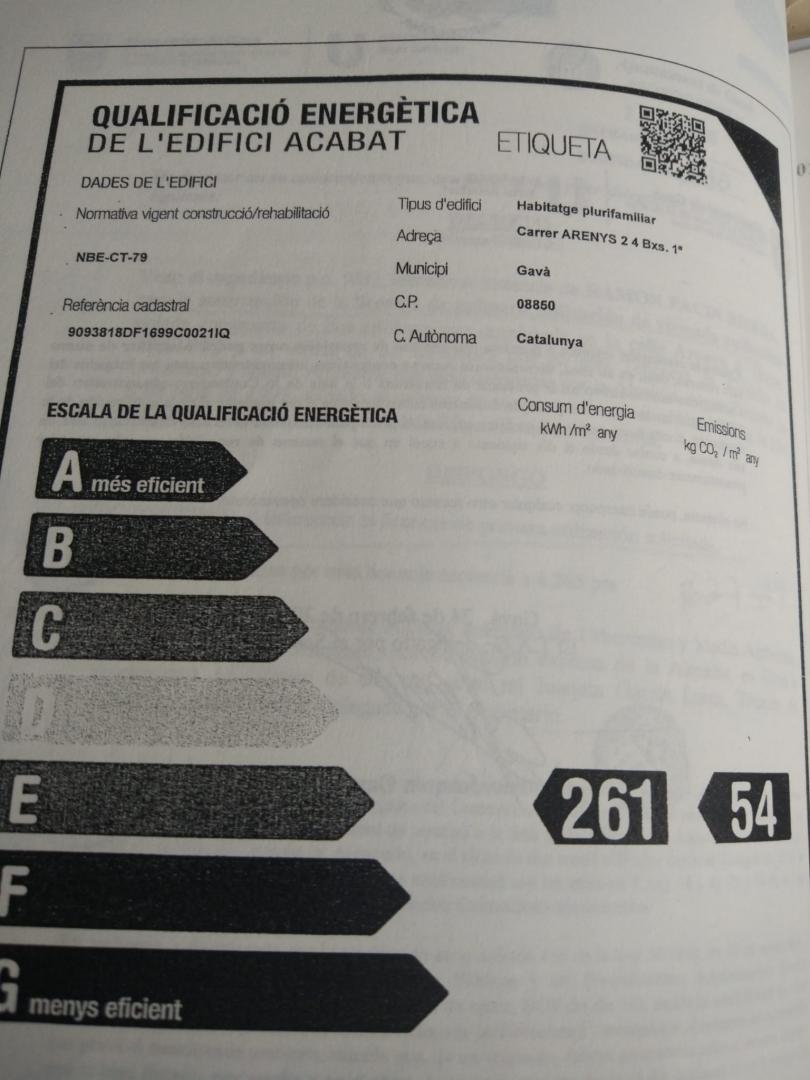 QUALIFICACIÓ ENERGÈTICA
DE L'EDIFICI ACABAT
ETIQUETA
DADES DE L'EDIFICI
Normativa vigent construcció/rehabilitació
NBE-CT-79
Referència cadastral
9093818DF1699C0021IQ
Tipus d'edifici Habitatge plurifamiliar
Adreça Carrer ARENYS 2 4 Bxs. 1ª
Municipi Gavà
C.P. 08850
C. Autònoma Catalunya
ESCALA DE LA QUALIFICACIÓ ENERGÈTICA
Consum d'energia
kWh /m² any
Emissions
kg CO₂ / m² any
A més eficient
B
C
D
E 261 54
F
G menys eficient